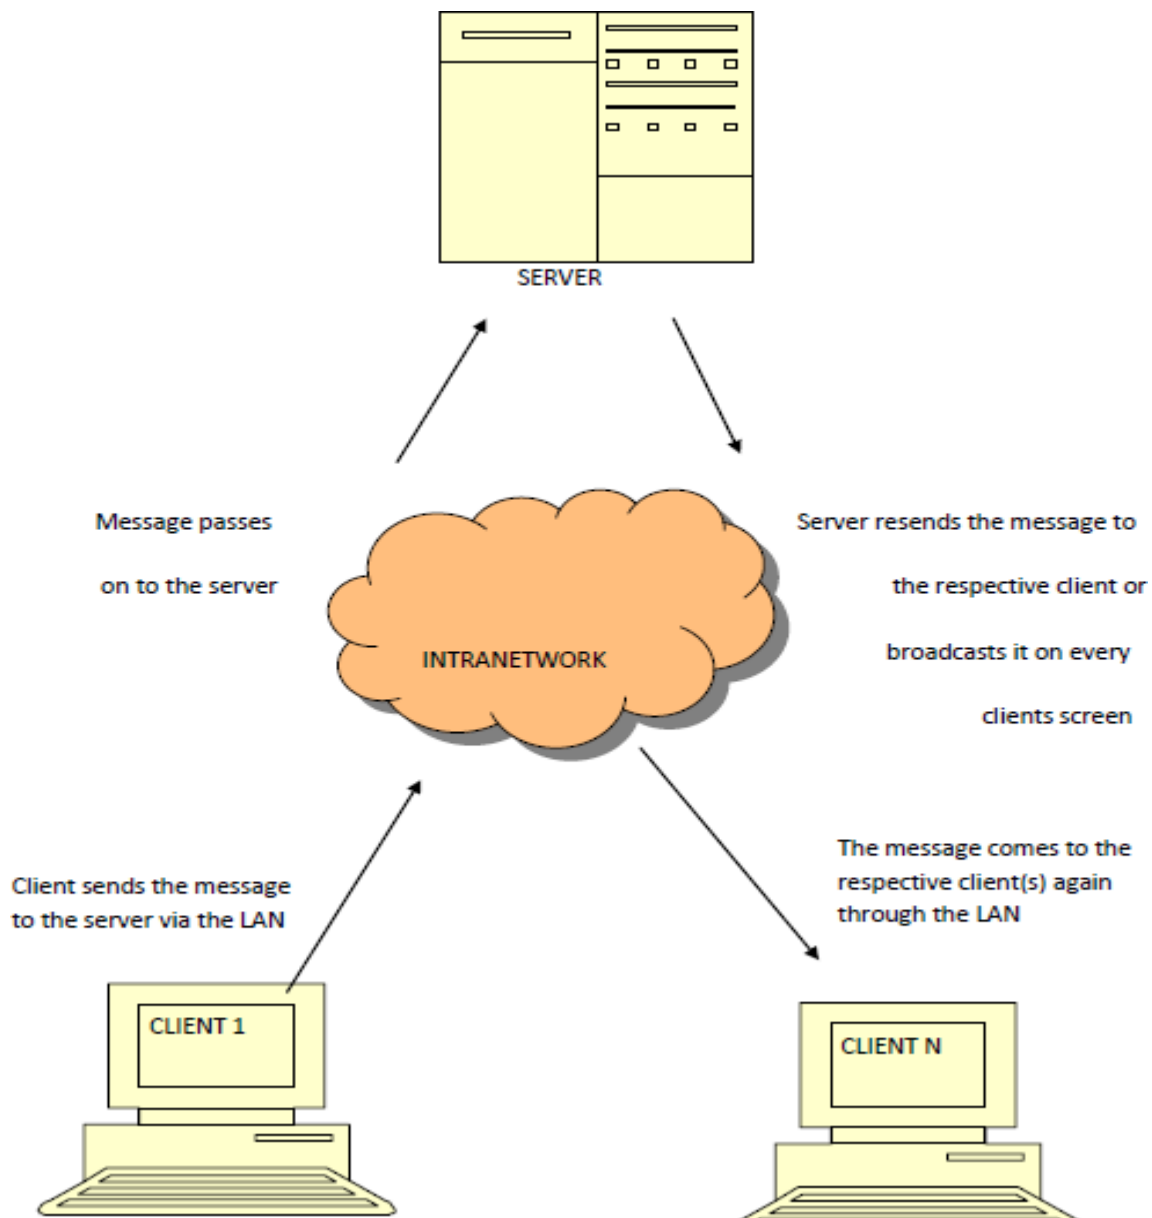 SERVER
Message passes
on to the server
Server resends the message to
the respective client or
broadcasts it on every
clients screen
INTRANETWORK
Client sends the message
to the server via the LAN
The message comes to the
respective client(s) again
through the LAN
CLIENT 1
CLIENT N